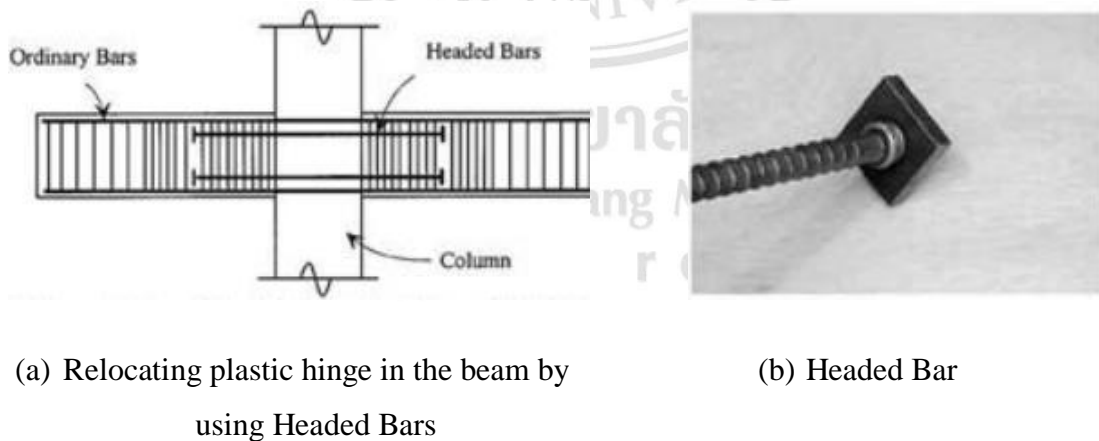 Ordinary Bars
Headed Bars
Column
(a) Relocating plastic hinge in the beam by
using Headed Bars
(b) Headed Bar